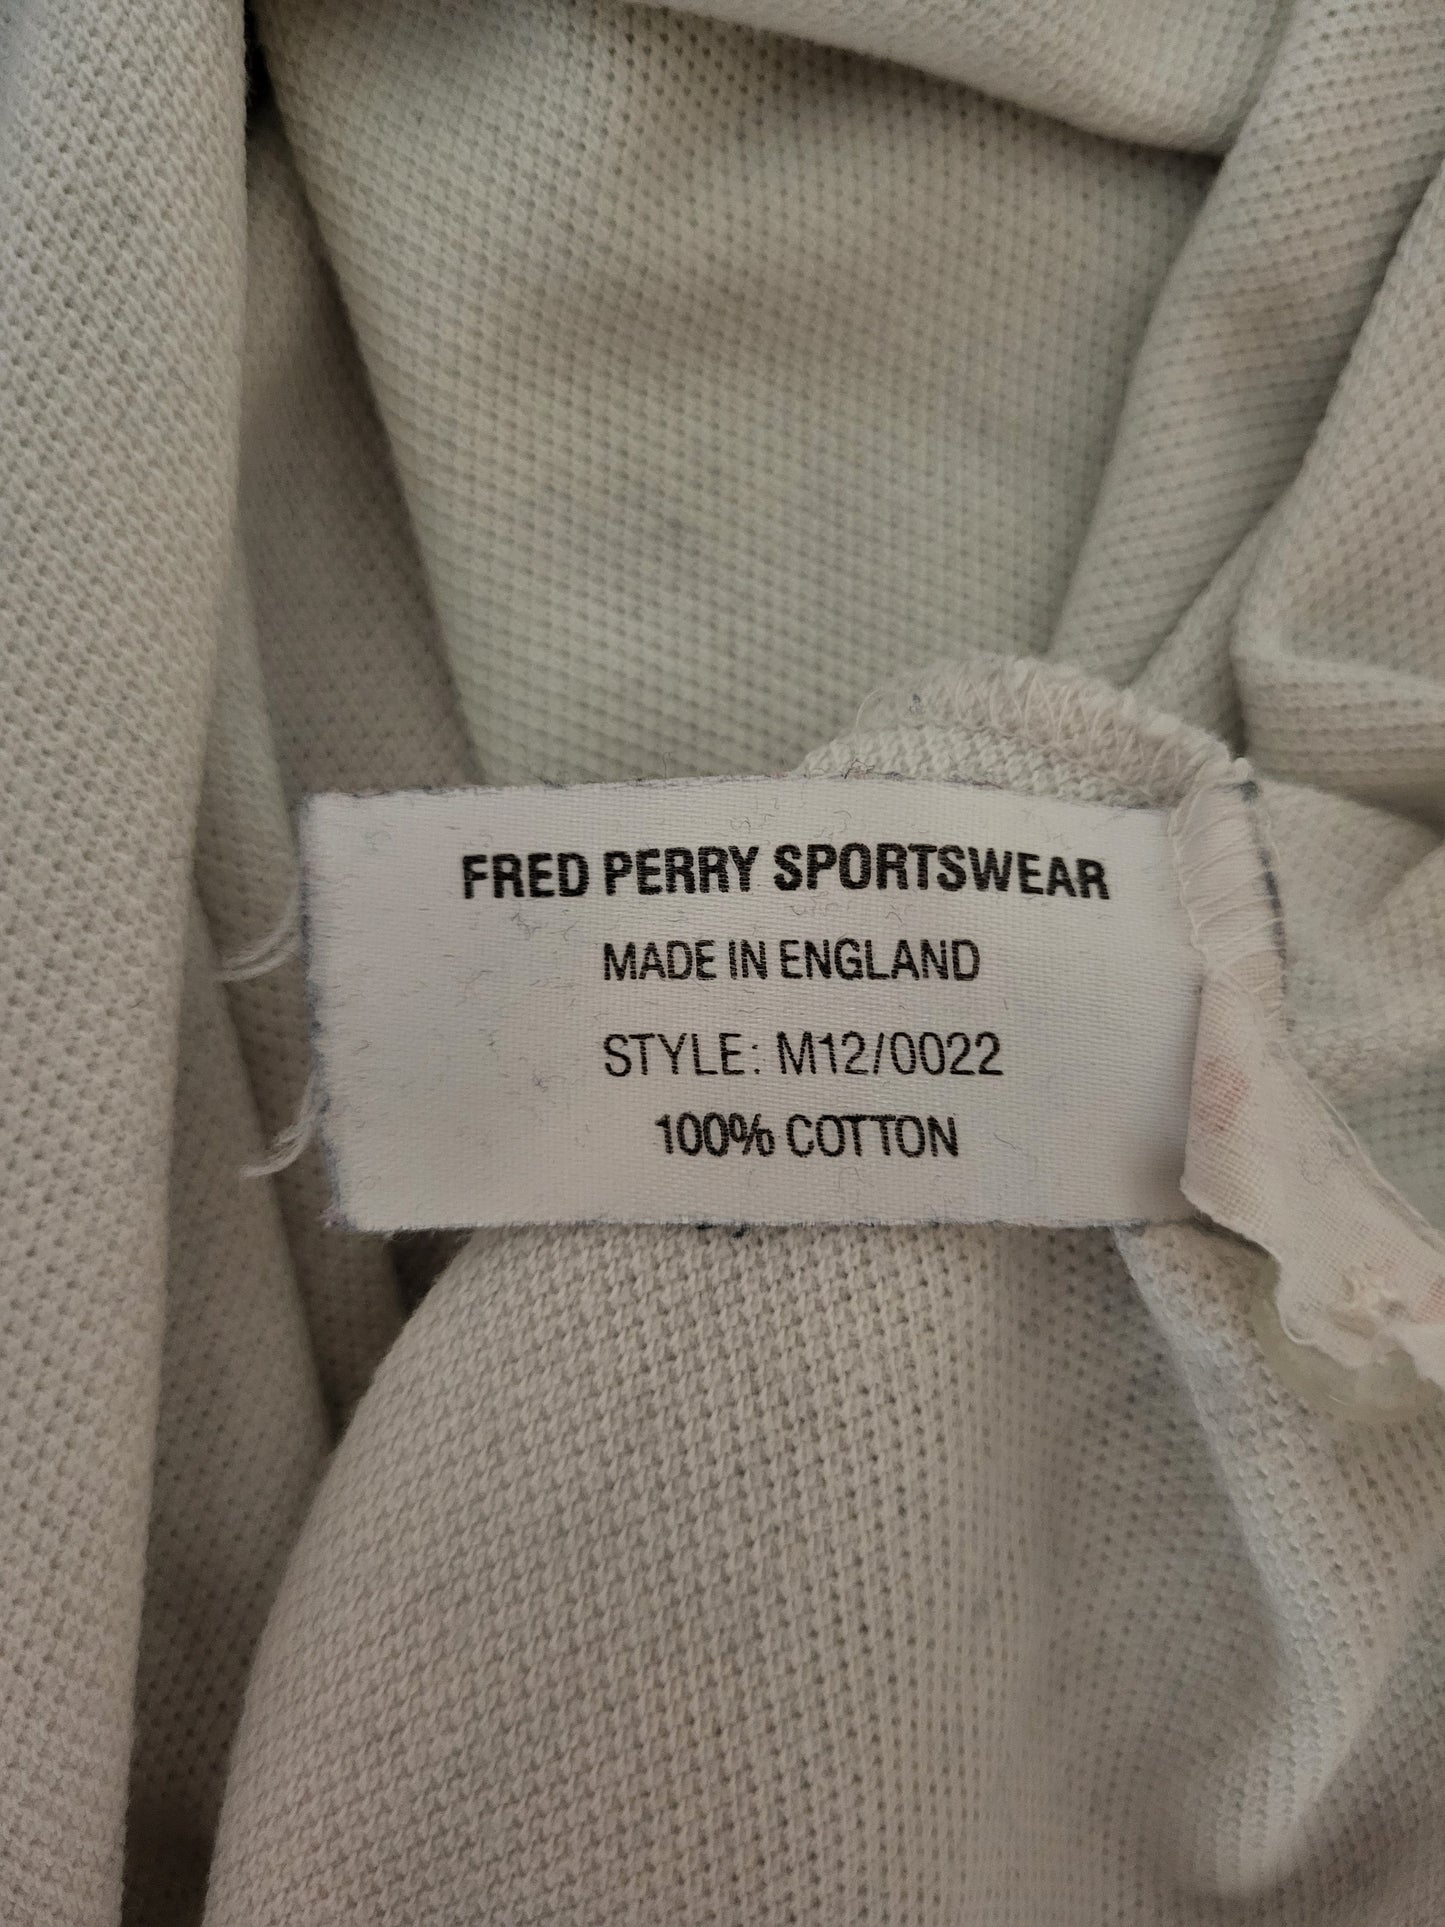 FRED PERRY SPORTSWEAR
MADE IN ENGLAND
STYLE: M12/0022
100% COTTON